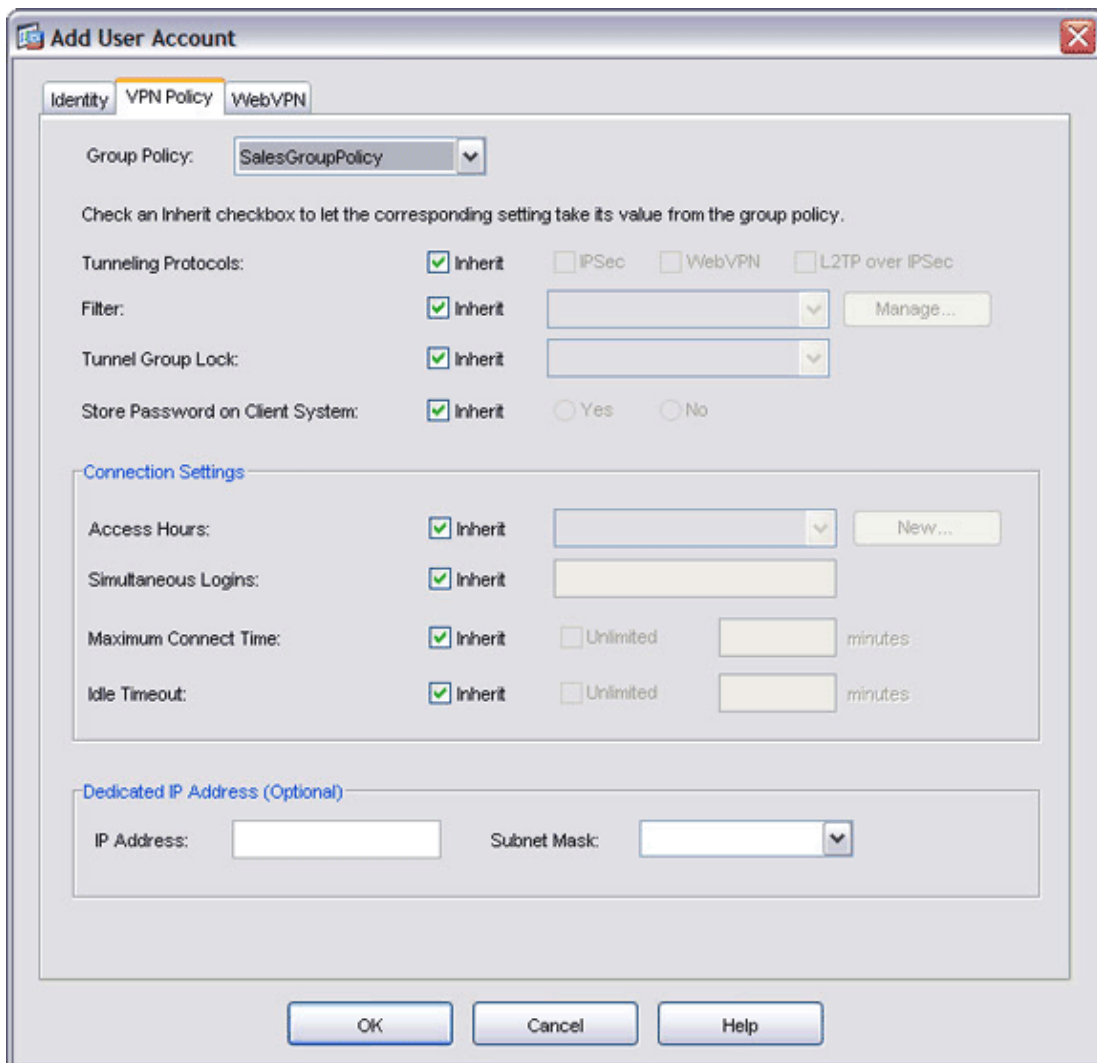 Add User Account
Identity VPN Policy WebVPN
Group Policy: SalesGroupPolicy
Check an Inherit checkbox to let the corresponding setting take its value from the group policy.
Tunneling Protocols: Inherit IPSec WebVPN L2TP over IPSec
Filter: Inherit Manage...
Tunnel Group Lock: Inherit
Store Password on Client System: Inherit Yes No
Connection Settings
Access Hours: Inherit New...
Simultaneous Logins: Inherit
Maximum Connect Time: Inherit Unlimited minutes
Idle Timeout: Inherit Unlimited minutes
Dedicated IP Address (Optional)
IP Address: Subnet Mask:
OK Cancel Help